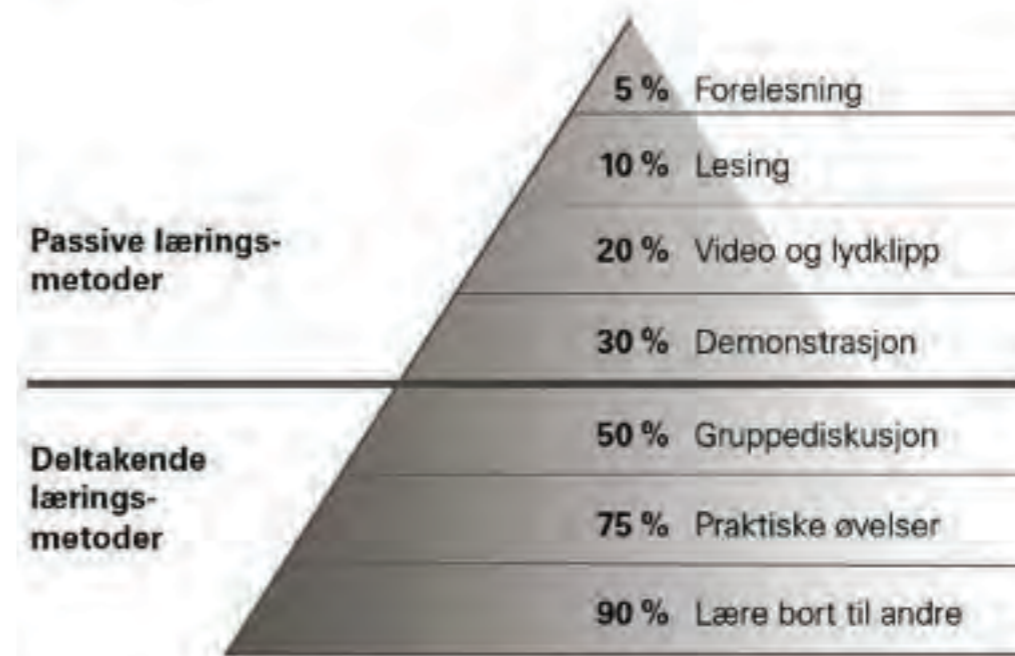 5 % Forelesning
10 % Lesing
20 % Video og lydklipp
30 % Demonstrasjon
Passive lærings-
metoder
50 % Gruppediskusjon
75 % Praktiske øvelser
90 % Lære bort til andre
Deltakende
lærings-
metoder